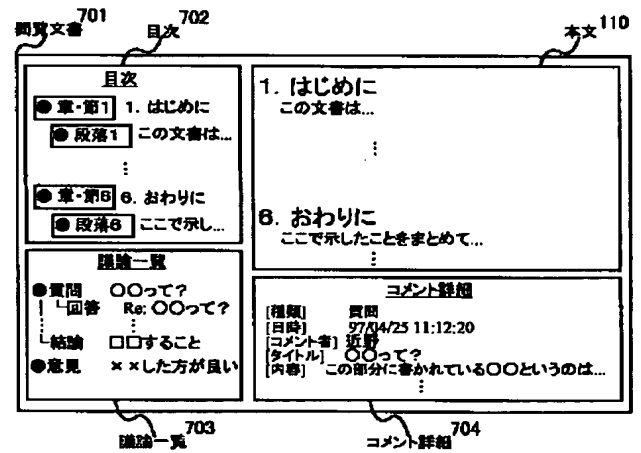 701
閲覧文書
702
目次
110
本文
目次
●章・節1 1. はじめに
●段落1 この文書は...
⋮
●章・節6 6. おわりに
●段落6 ここで示し...
1. はじめに
この文書は...
⋮
6. おわりに
ここで示したことをまとめて...
⋮
議論一覧
●質問 〇〇って?
└回答 Re: 〇〇って?
⋮ ⋮
└結論 □□すること
●意見 ××した方が良い
コメント詳細
[種類] 質問
[日時] 97/04/25 11:12:20
[コメント者] 近野
[タイトル] 〇〇って?
[内容] この部分に書かれている〇〇というのは...
⋮
703
議論一覧
704
コメント詳細